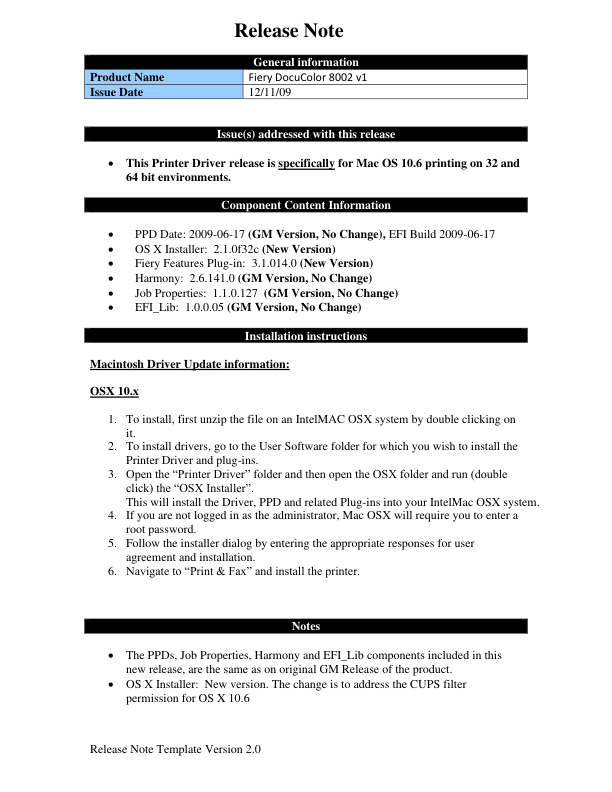 Release Note
General information
Product Name Fiery DocuColor 8002 v1
Issue Date 12/11/09
Issue(s) addressed with this release
• This Printer Driver release is specifically for Mac OS 10.6 printing on 32 and
64 bit environments.
Component Content Information
• PPD Date: 2009-06-17 (GM Version, No Change), EFI Build 2009-06-17
• OS X Installer: 2.1.0f32c (New Version)
• Fiery Features Plug-in: 3.1.014.0 (New Version)
• Harmony: 2.6.141.0 (GM Version, No Change)
• Job Properties: 1.1.0.127 (GM Version, No Change)
• EFI_Lib: 1.0.0.05 (GM Version, No Change)
Installation instructions
Macintosh Driver Update information:
OSX 10.x
1. To install, first unzip the file on an IntelMAC OSX system by double clicking on
it.
2. To install drivers, go to the User Software folder for which you wish to install the
Printer Driver and plug-ins.
3. Open the “Printer Driver” folder and then open the OSX folder and run (double
click) the “OSX Installer”.
This will install the Driver, PPD and related Plug-ins into your IntelMac OSX system.
4. If you are not logged in as the administrator, Mac OSX will require you to enter a
root password.
5. Follow the installer dialog by entering the appropriate responses for user
agreement and installation.
6. Navigate to “Print & Fax” and install the printer.
Notes
• The PPDs, Job Properties, Harmony and EFI_Lib components included in this
new release, are the same as on original GM Release of the product.
• OS X Installer: New version. The change is to address the CUPS filter
permission for OS X 10.6
Release Note Template Version 2.0